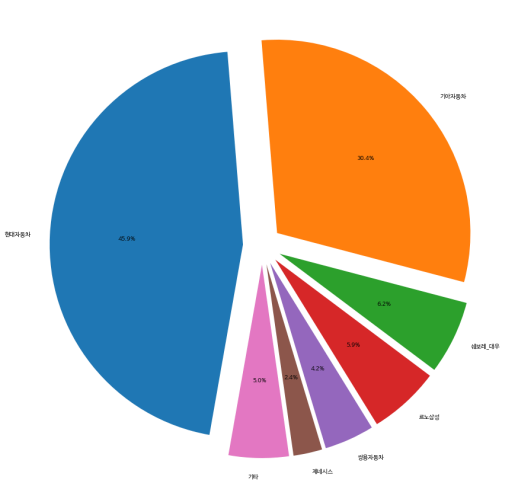 기아자동차
30.4%
현대자동차
45.9%
6.2%
쉐보레_대우
5.9%
르노삼성
4.2%
쌍용자동차
2.4%
제네시스
5.0%
기타